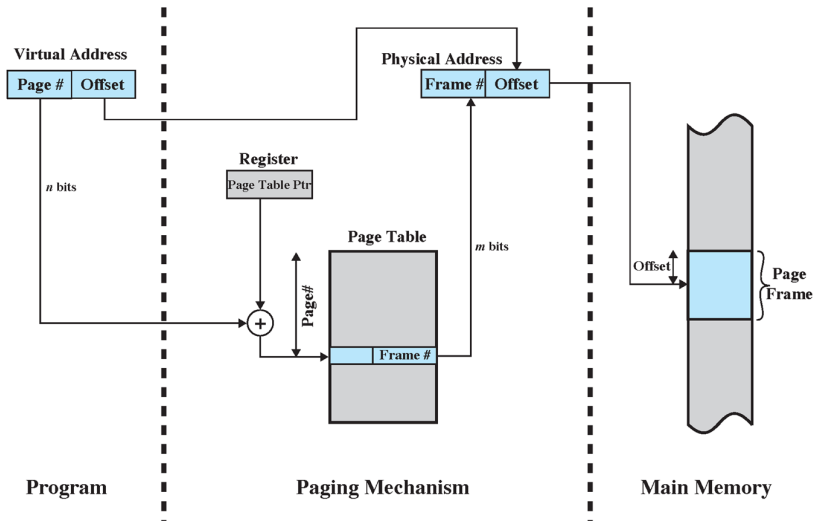 Virtual Address
Page #
Offset
Physical Address
Frame #
Offset
n bits
Register
Page Table Ptr
Page Table
m bits
Page#
+
Frame #
Offset
Page
Frame
Program
Paging Mechanism
Main Memory